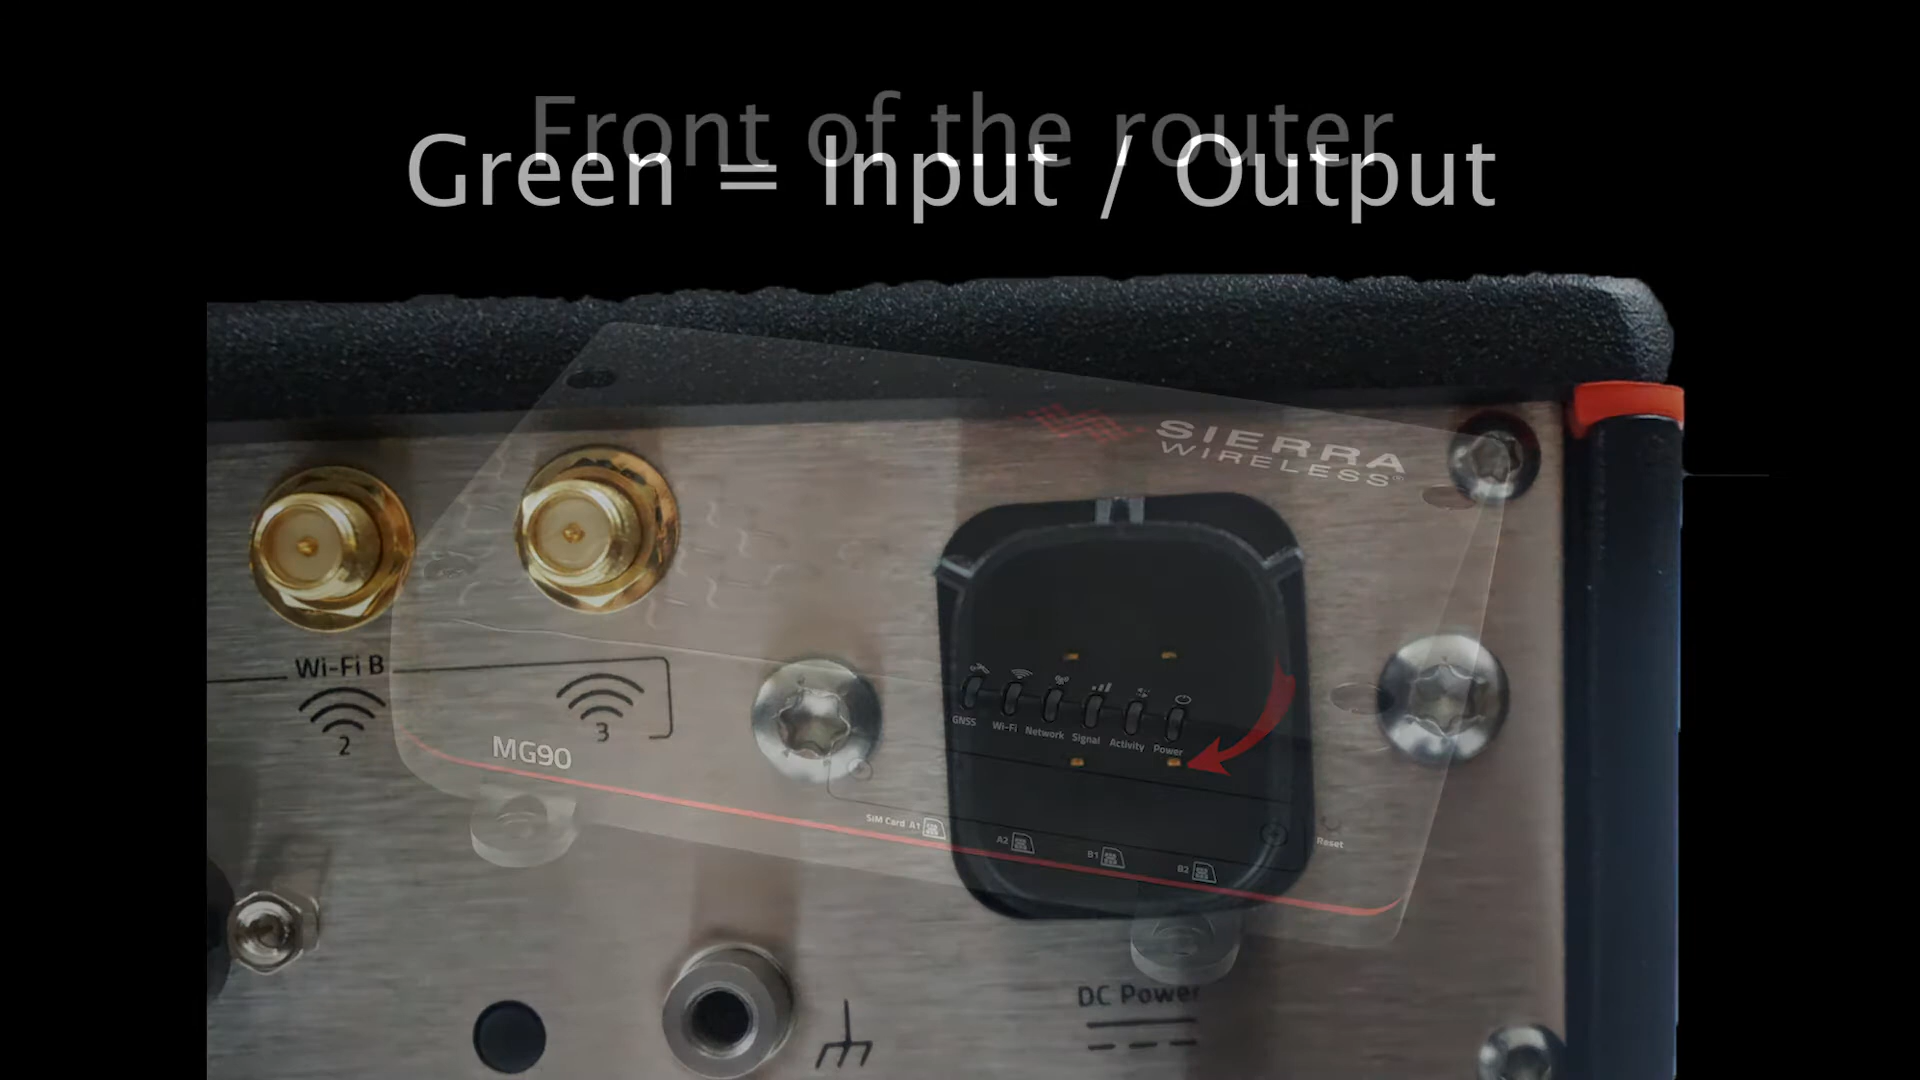 Front of the router
Green = Input / Output
SIERRA
WIRELESS®
Wi-Fi B
2
3
MG90
GNSS
Wi-Fi
Network
Signal
Activity
Power
SIM Card A1
A2
B1
B2
Reset
DC Power